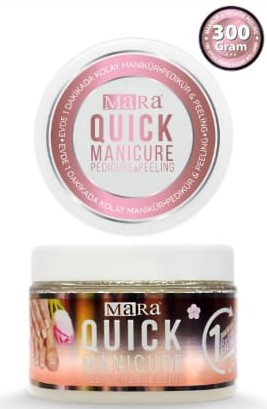 300
Gram
MaRa®
QUICK
MANICURE
PEDICURE&PEELING
•EVDE 1 DAKİKADA KOLAY MANİKÜR•PEDİKÜR & PEELING
•EVDE 1 DAKİKADA KOLAY MANİKÜR•PEDİKÜR & PEELING
MaRa®
QUICK
MANICURE
1